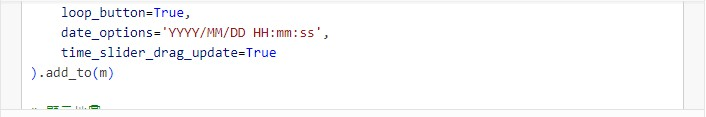 loop_button=True,
date_options='YYYY/MM/DD HH:mm:ss',
time_slider_drag_update=True
).add_to(m)